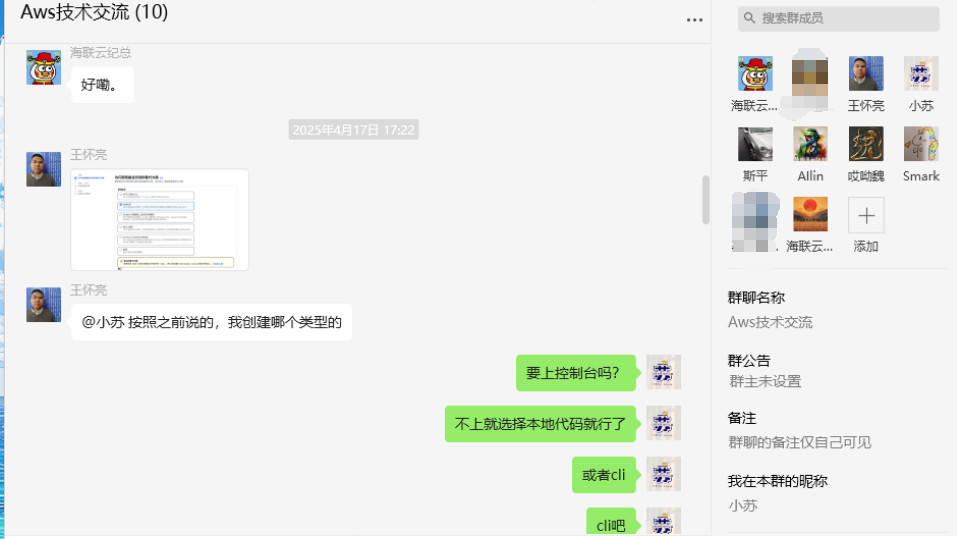 Aws技术交流 (10)
海联云纪总
好嘞。
2025年4月17日 17:22
王怀亮
王怀亮
@小苏 按照之前说的，我创建哪个类型的
要上控制台吗？
不上就选择本地代码就行了
或者cli
cli吧
搜索群成员
海联云...
王怀亮
小苏
斯平
Allin
哎呦魏
Smark
海联云...
添加
群聊名称
Aws技术交流
群公告
群主未设置
备注
群聊的备注仅自己可见
我在本群的昵称
小苏